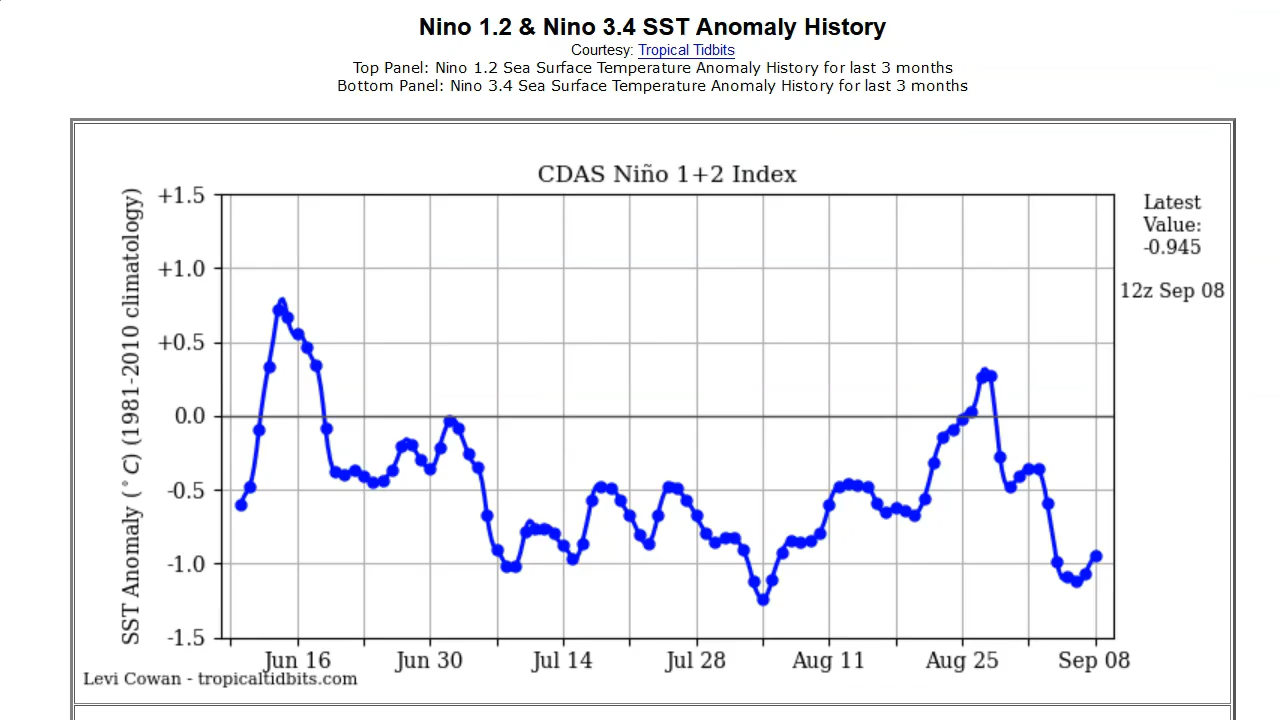 Nino 1.2 & Nino 3.4 SST Anomaly History
Courtesy: Tropical Tidbits
Top Panel: Nino 1.2 Sea Surface Temperature Anomaly History for last 3 months
Bottom Panel: Nino 3.4 Sea Surface Temperature Anomaly History for last 3 months
CDAS Niño 1+2 Index
SST Anomaly (°C) (1981-2010 climatology)
+1.5
+1.0
+0.5
0.0
-0.5
-1.0
-1.5
Latest
Value:
-0.945
12z Sep 08
Jun 16 Jun 30 Jul 14 Jul 28 Aug 11 Aug 25 Sep 08
Levi Cowan - tropicaltidbits.com